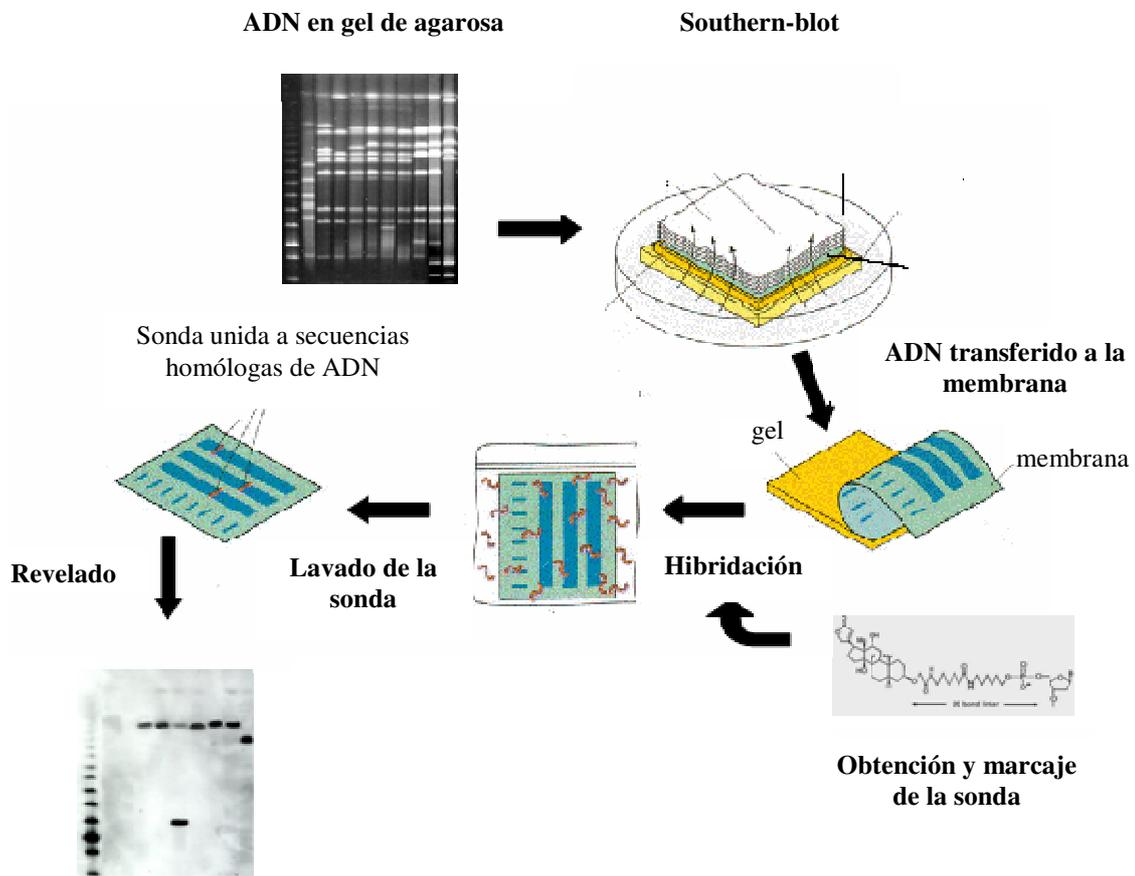 ADN en gel de agarosa
Southern-blot
Sonda unida a secuencias
homólogas de ADN
ADN transferido a la
membrana
gel
membrana
Revelado
Lavado de la
sonda
Hibridación
Obtención y marcaje
de la sonda